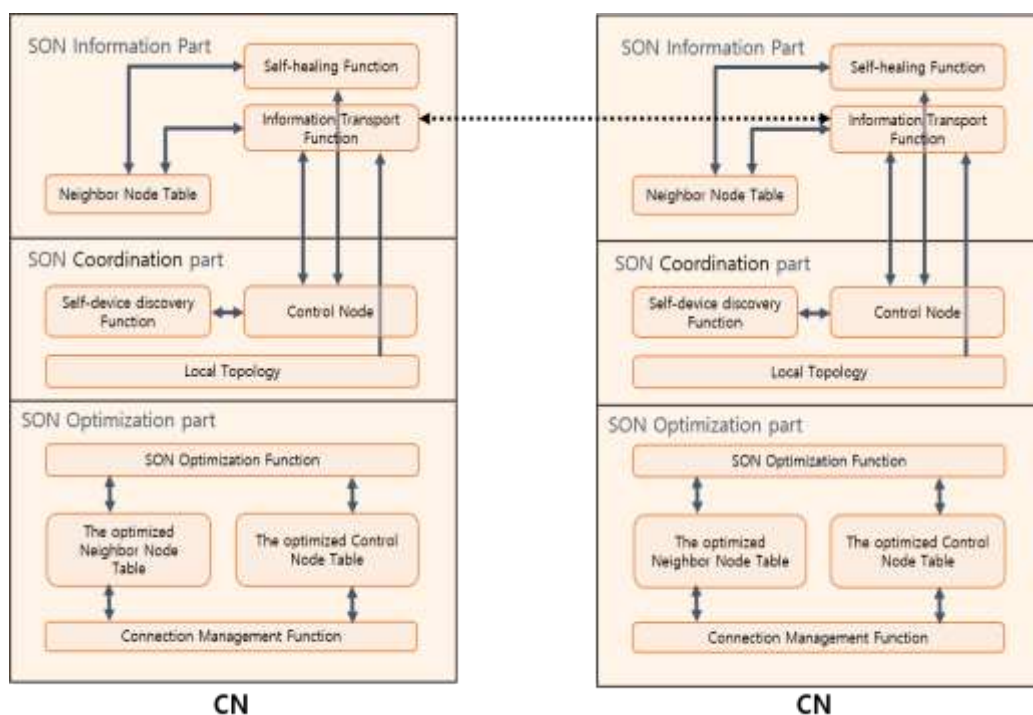 SON Information Part
Self-healing Function
Information Transport
Function
Neighbor Node Table
SON Coordination part
Self-device discovery
Function
Control Node
Local Topology
SON Optimization part
SON Optimization Function
The optimized
Neighbor Node
Table
The optimized Control
Node Table
Connection Management Function
CN
SON Information Part
Self-healing Function
Information Transport
Function
Neighbor Node Table
SON Coordination part
Self-device discovery
Function
Control Node
Local Topology
SON Optimization part
SON Optimization Function
The optimized
Neighbor Node Table
The optimized Control
Node Table
Connection Management Function
CN